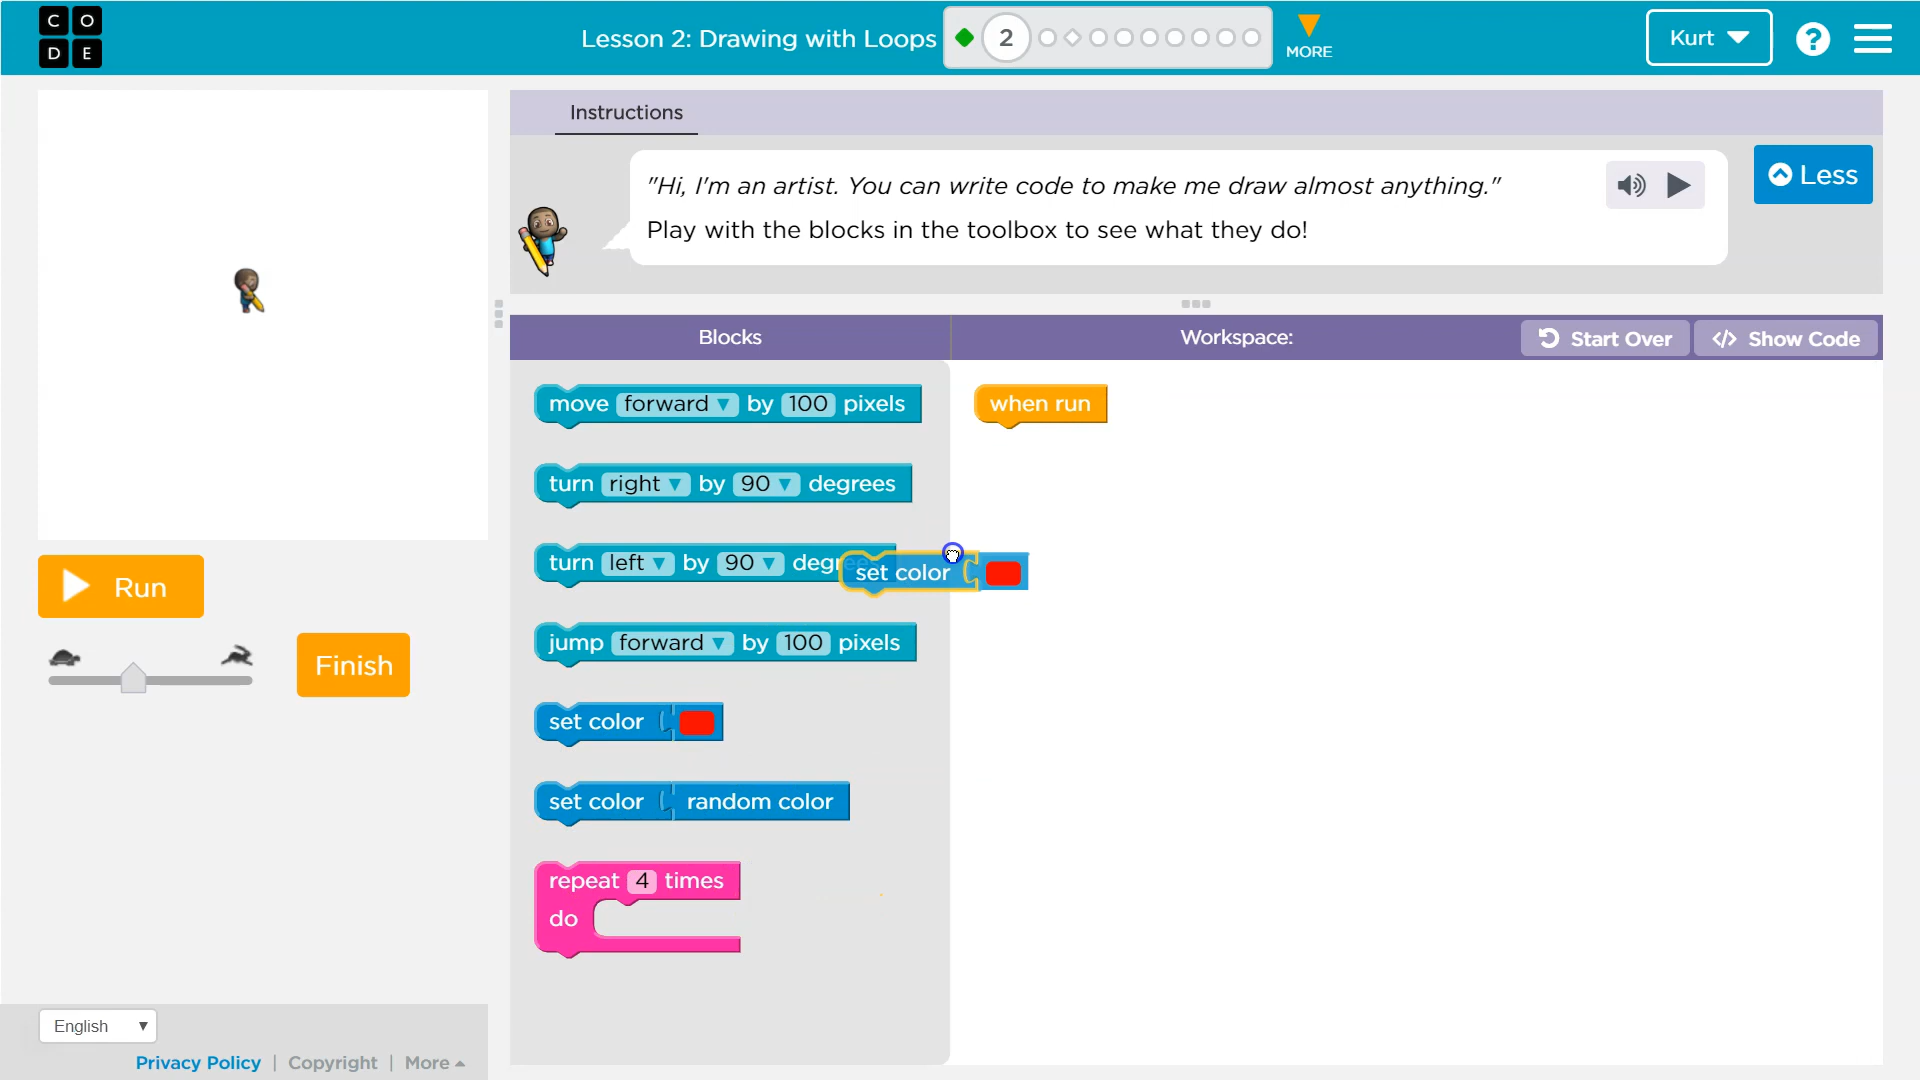 C O
D E
Lesson 2: Drawing with Loops
2
MORE
Kurt
?
Instructions
"Hi, I'm an artist. You can write code to make me draw almost anything."
Play with the blocks in the toolbox to see what they do!
Less
Blocks
Workspace:
Start Over
</> Show Code
move forward ▼ by 100 pixels
when run
turn right ▼ by 90 ▼ degrees
turn left ▼ by 90 ▼ degr
set color
jump forward ▼ by 100 pixels
set color
set color random color
repeat 4 times
do
Run
Finish
English ▼
Privacy Policy | Copyright | More